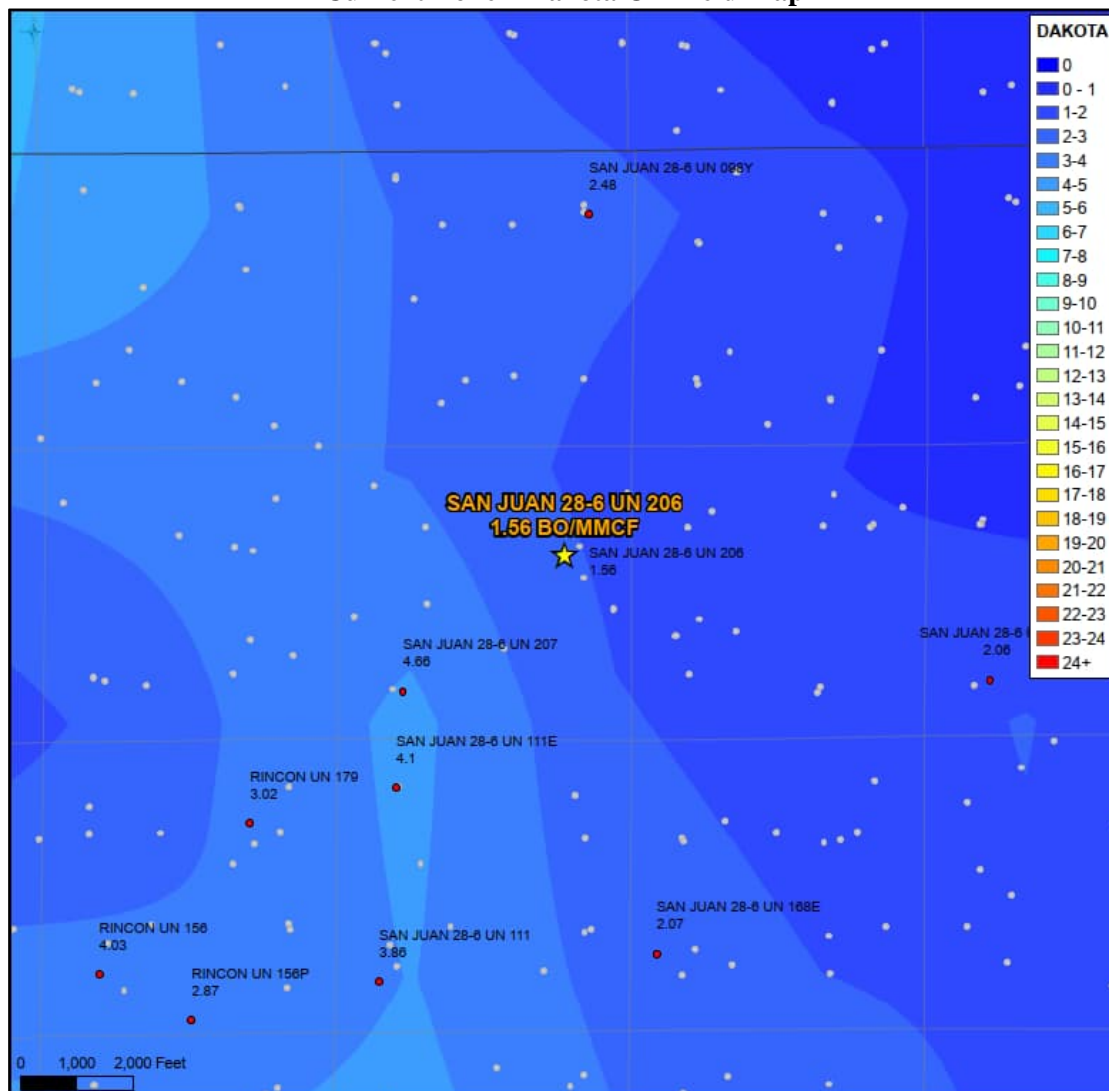 DAKOTA
0
0 - 1
1-2
2-3
3-4
4-5
5-6
6-7
7-8
8-9
9-10
10-11
11-12
12-13
13-14
14-15
15-16
16-17
17-18
18-19
19-20
20-21
21-22
22-23
23-24
24+
SAN JUAN 28-6 UN 098Y
2.48
SAN JUAN 28-6 UN 206
1.56 BO/MMCF
SAN JUAN 28-6 UN 206
1.56
SAN JUAN 28-6
2.06
SAN JUAN 28-6 UN 207
4.66
SAN JUAN 28-6 UN 111E
4.1
RINCON UN 179
3.02
SAN JUAN 28-6 UN 168E
2.07
RINCON UN 156
4.03
SAN JUAN 28-6 UN 111
3.86
RINCON UN 156P
2.87
0 1,000 2,000 Feet